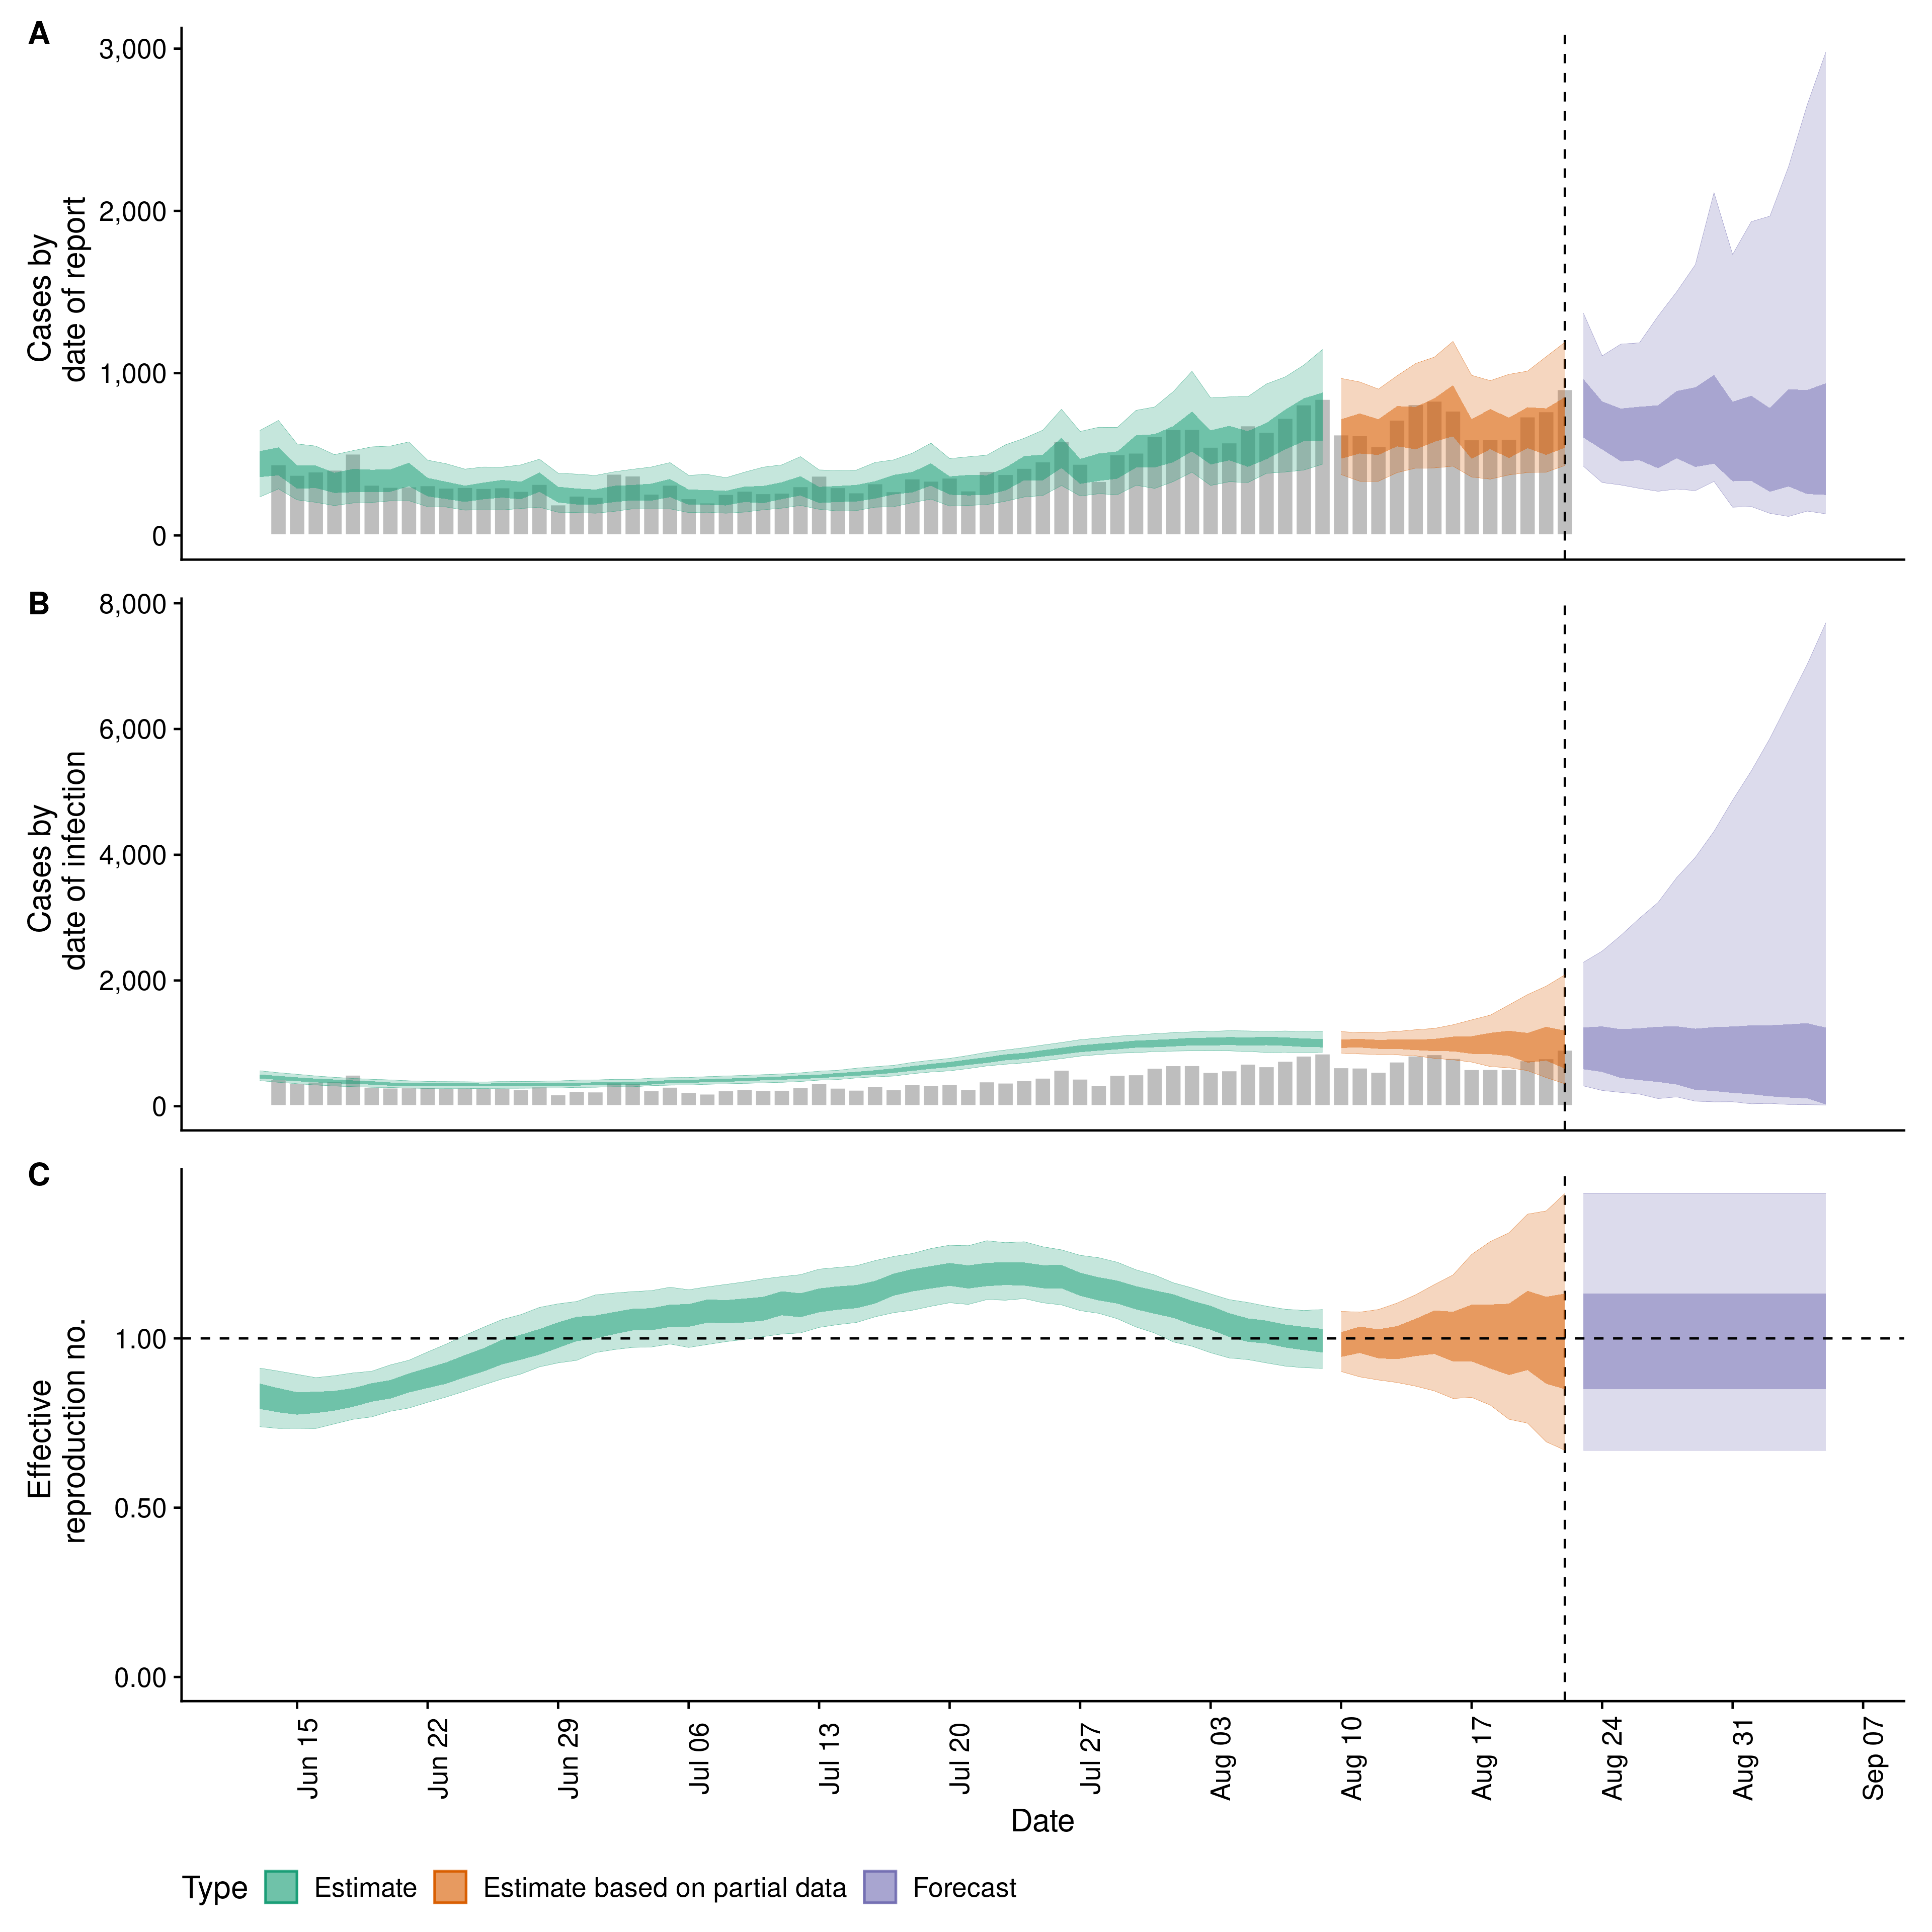 A
3,000
2,000
1,000
0
Cases by
date of report
B
8,000
6,000
4,000
2,000
0
Cases by
date of infection
C
1.00
0.50
0.00
Effective
reproduction no.
Jun 15
Jun 22
Jun 29
Jul 06
Jul 13
Jul 20
Jul 27
Aug 03
Aug 10
Aug 17
Aug 24
Aug 31
Sep 07
Date
Type Estimate Estimate based on partial data Forecast